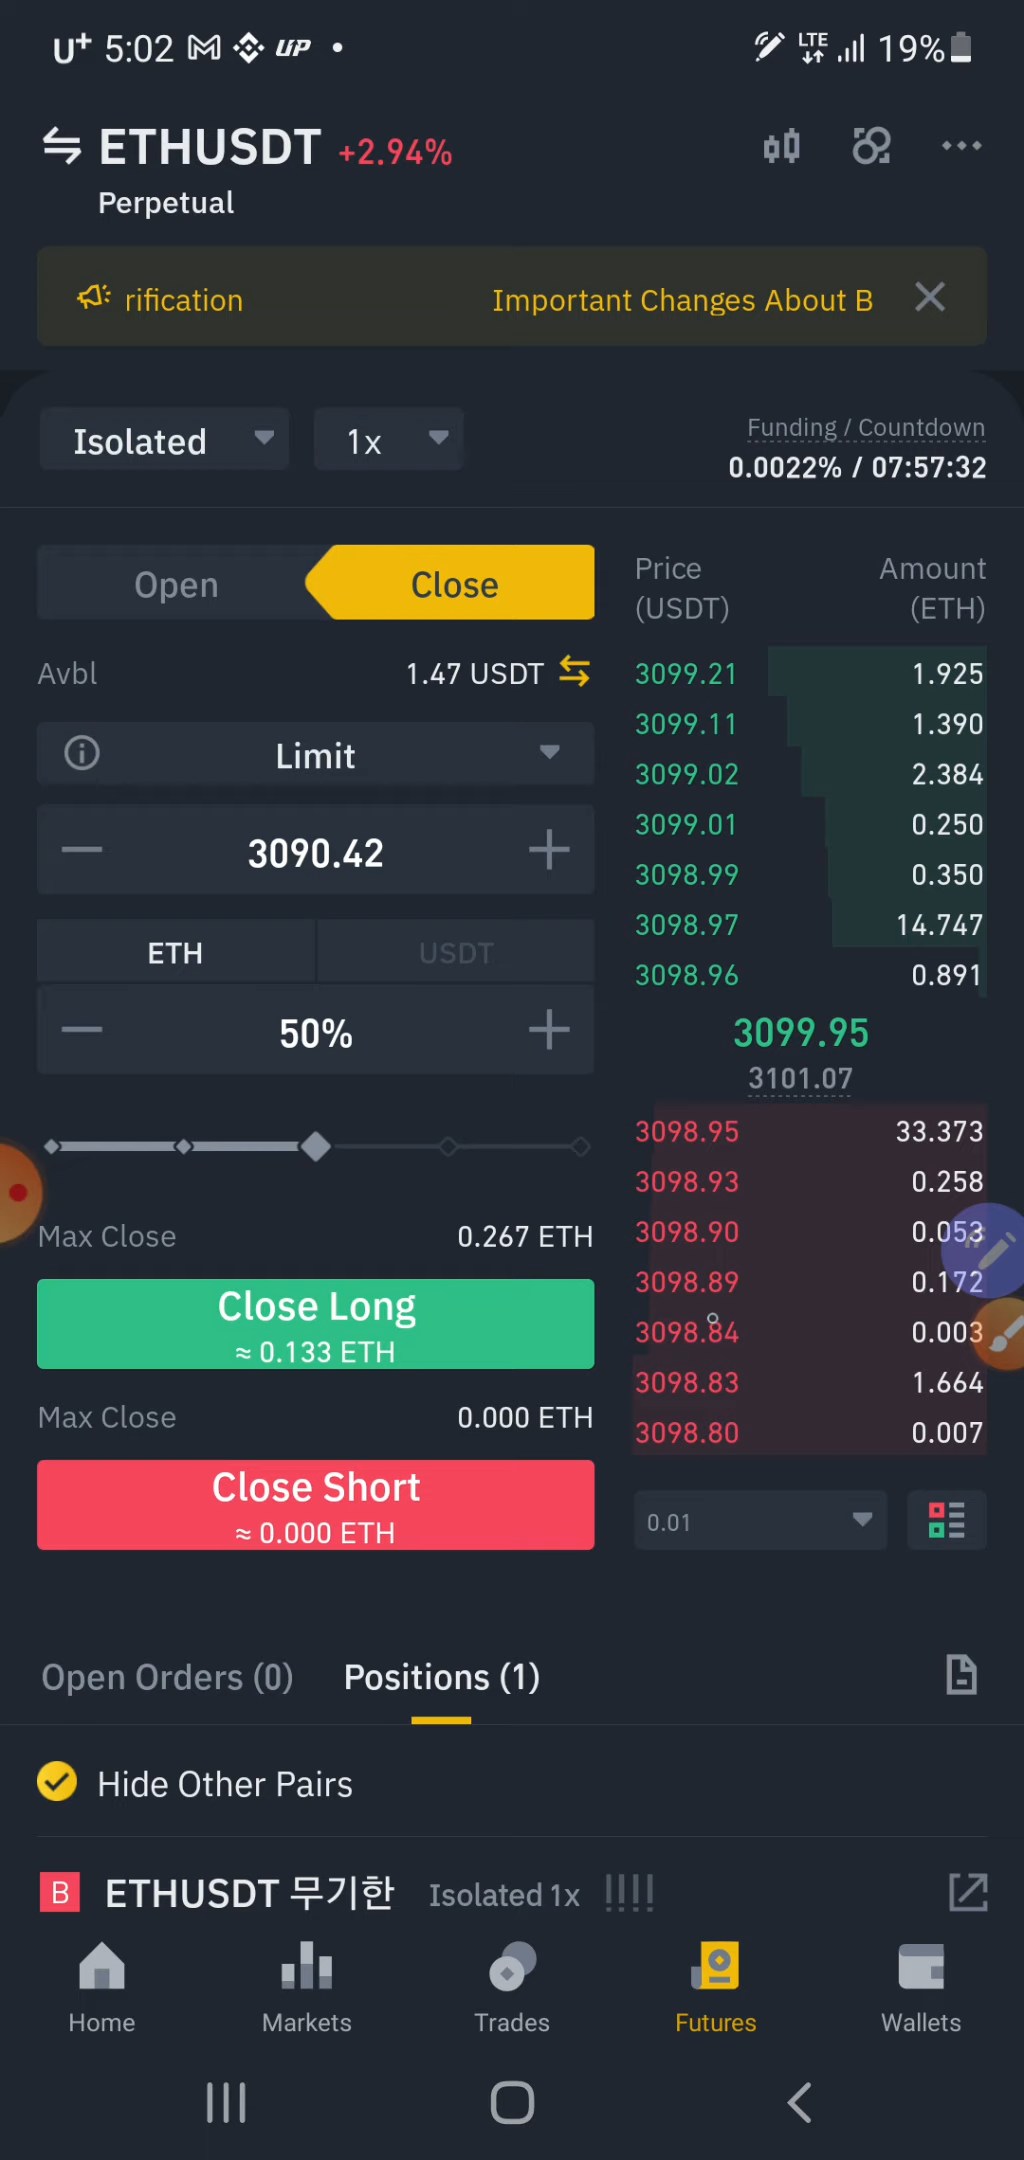 U+ 5:02 UP
LTE 19%
ETHUSDT +2.94%
Perpetual
rification Important Changes About B
Isolated 1x
Funding / Countdown
0.0022% / 07:57:32
Open Close
Avbl 1.47 USDT
Limit
3090.42
ETH USDT
50%
Max Close 0.267 ETH
Close Long
≈ 0.133 ETH
Max Close 0.000 ETH
Close Short
≈ 0.000 ETH
Price Amount
(USDT) (ETH)
3099.21 1.925
3099.11 1.390
3099.02 2.384
3099.01 0.250
3098.99 0.350
3098.97 14.747
3098.96 0.891
3099.95
3101.07
3098.95 33.373
3098.93 0.258
3098.90 0.053
3098.89 0.172
3098.84 0.003
3098.83 1.664
3098.80 0.007
0.01
Open Orders (0) Positions (1)
Hide Other Pairs
B ETHUSDT 무기한 Isolated 1x
Home Markets Trades Futures Wallets